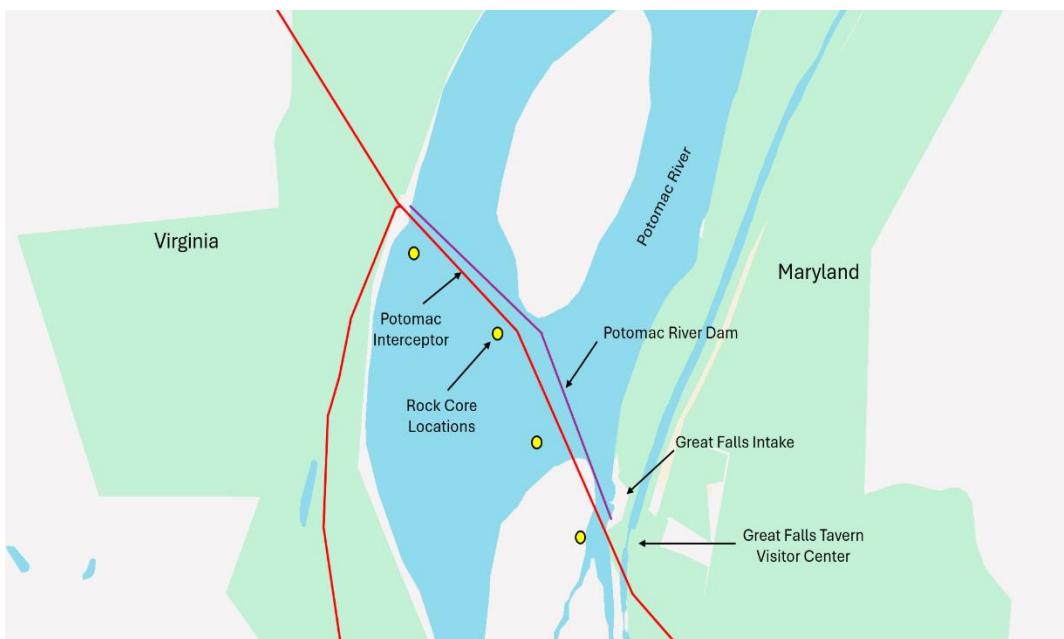 Potomac River
Virginia
Maryland
Potomac
Interceptor
Potomac River Dam
Rock Core
Locations
Great Falls Intake
Great Falls Tavern
Visitor Center